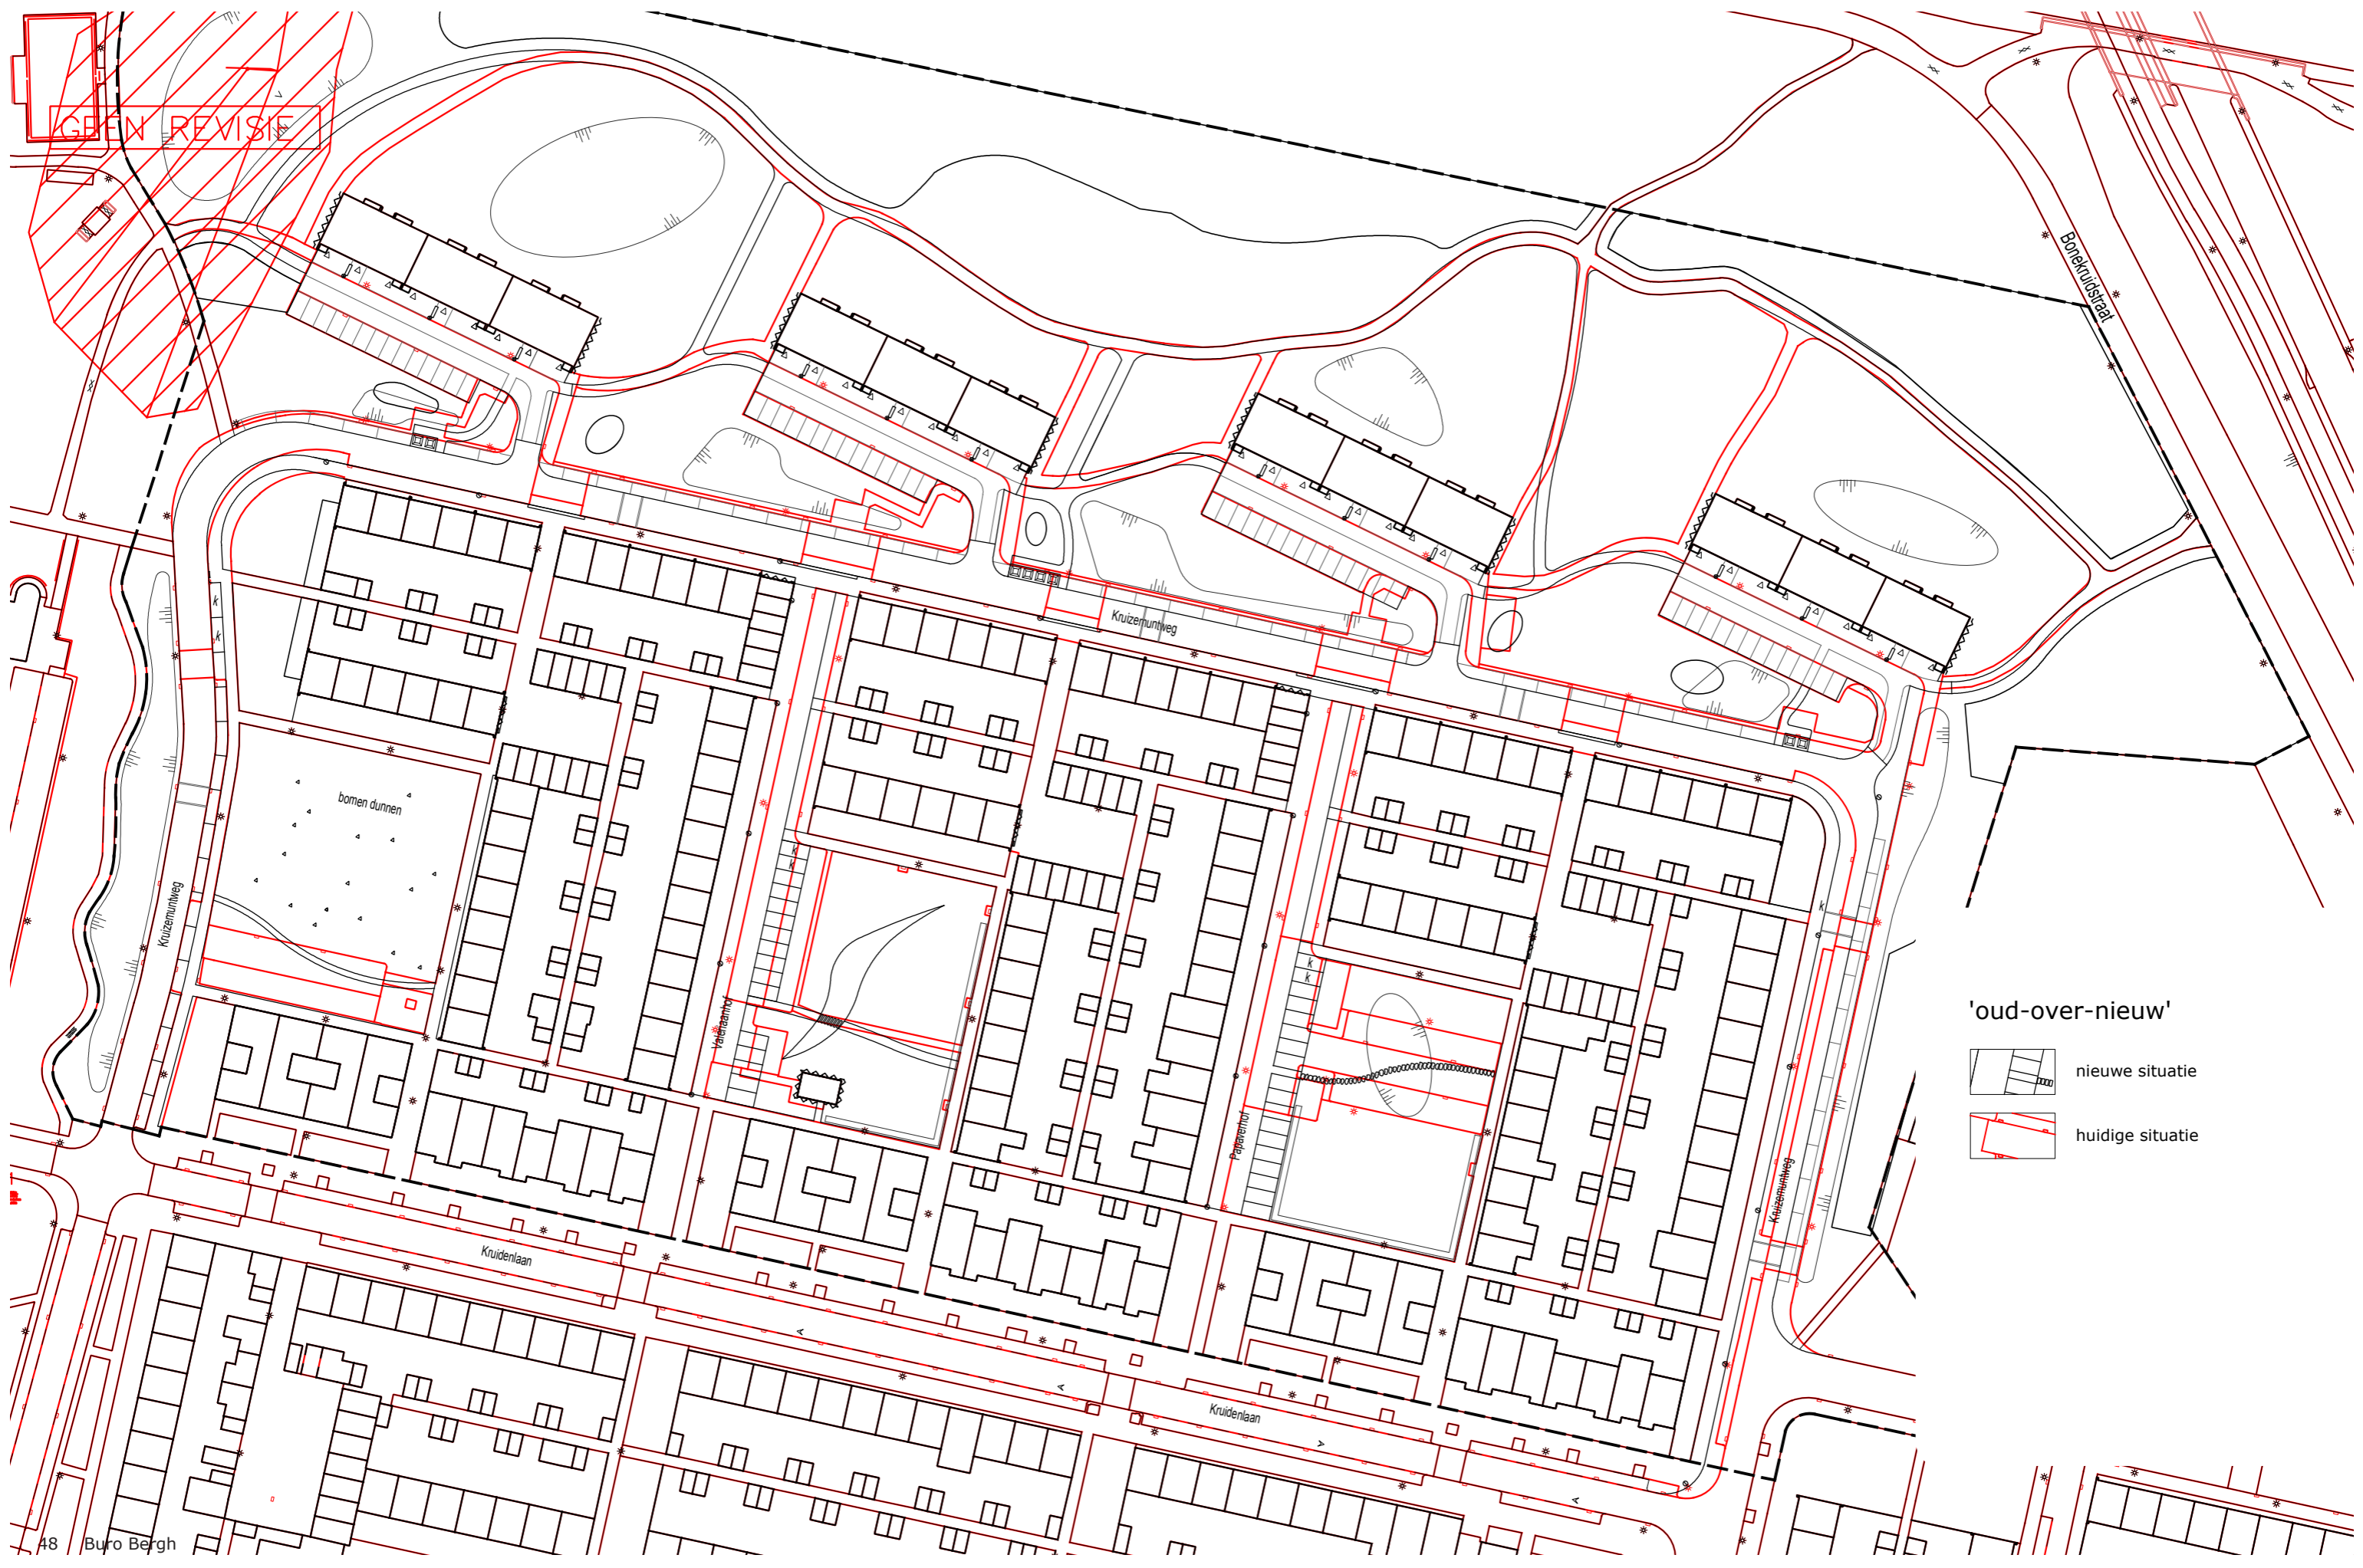 GEEN REVISIE
Bonekruidstraat
Kruizemuntweg
k
k
bomen dunnen
Kruizemuntweg
k
k
Valeriaanhof
k
k
k
Papaverhof
Kruizemuntweg
'oud-over-nieuw'
nieuwe situatie
huidige situatie
Kruidenlaan
Kruidenlaan
48 Buro Bergh